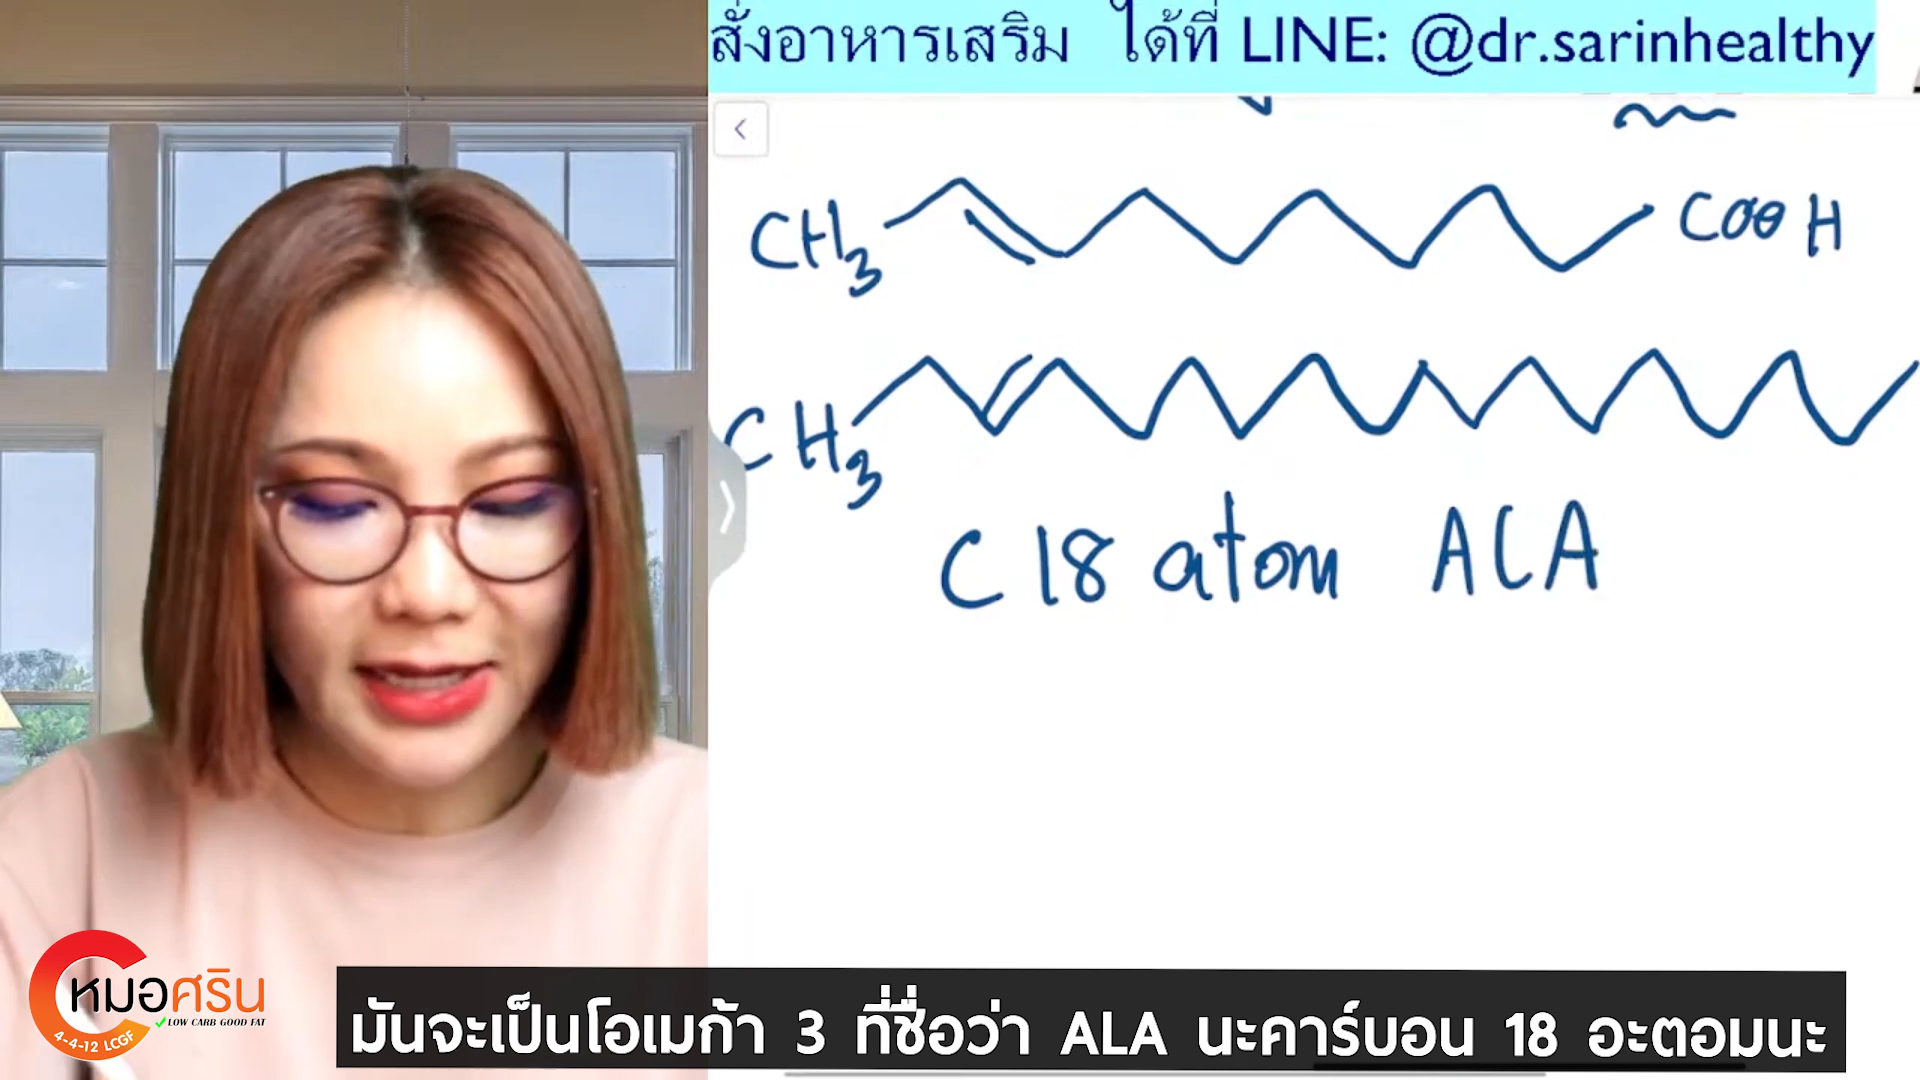 สั่งอาหารเสริม ได้ที่ LINE: @dr.sarinhealthy
CH3 COOH
CH3
C 18 atom ALA
หมอศริน
LOW CARB GOOD FAT
4-4-12 LCGF
มันจะเป็นโอเมก้า 3 ที่ชื่อว่า ALA นะคาร์บอน 18 อะตอมนะ